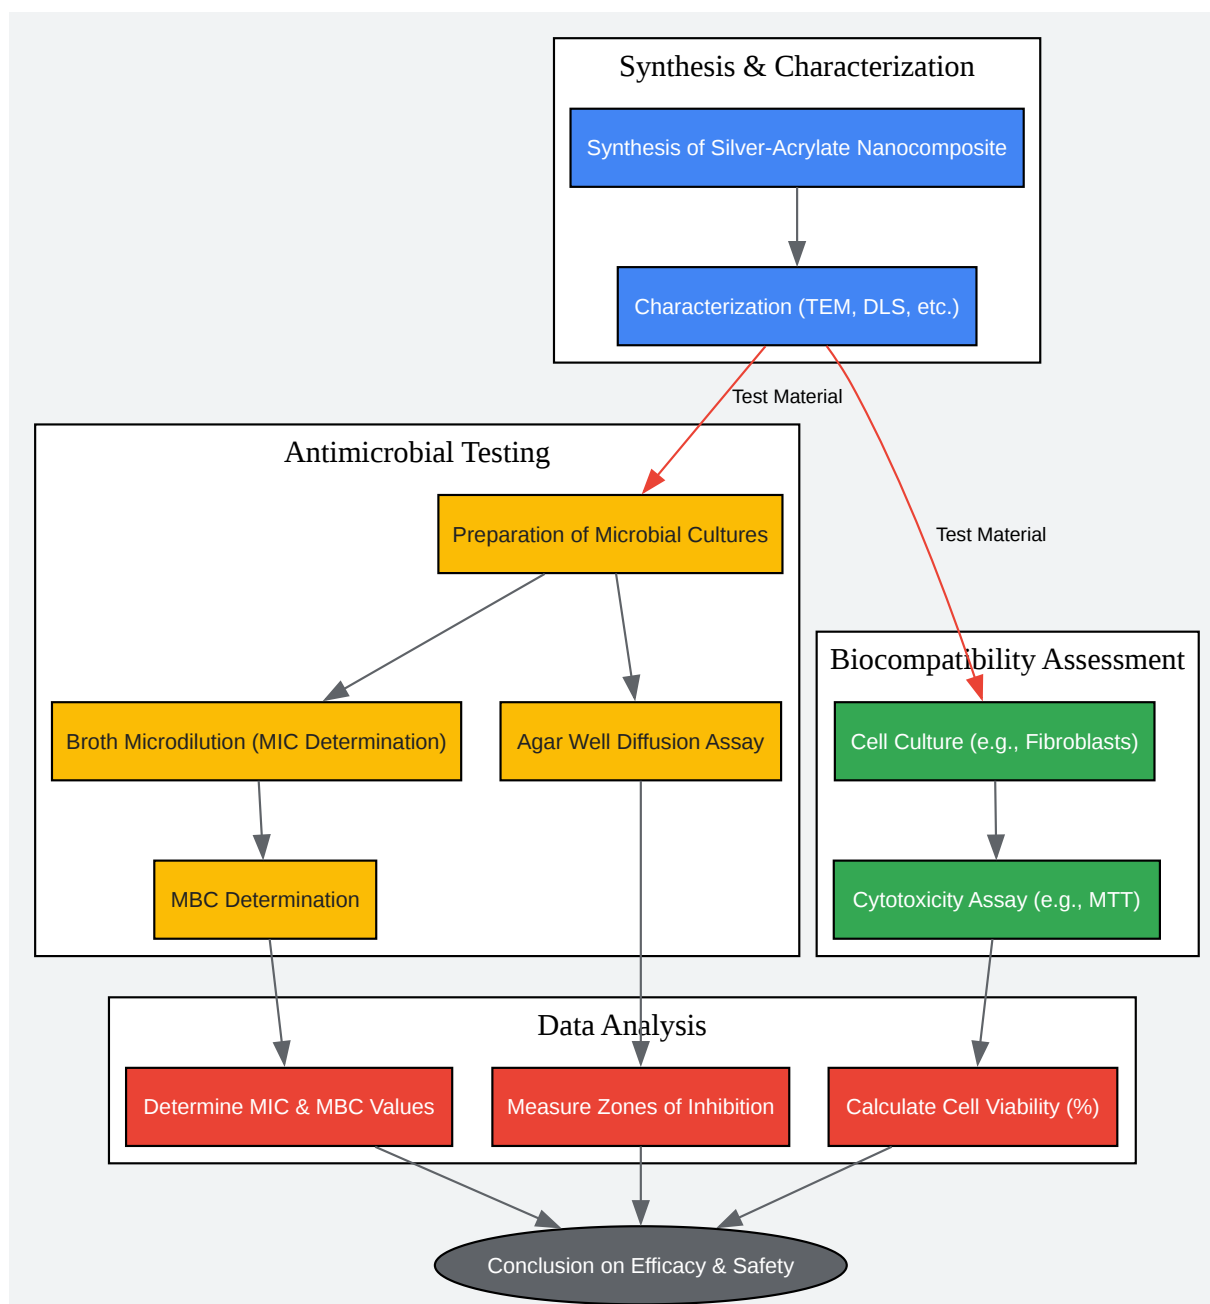 Synthesis & Characterization
Synthesis of Silver-Acrylate Nanocomposite
Characterization (TEM, DLS, etc.)
Test Material
Antimicrobial Testing
Preparation of Microbial Cultures
Test Material
Biocompatibility Assessment
Broth Microdilution (MIC Determination)
Agar Well Diffusion Assay
Cell Culture (e.g., Fibroblasts)
MBC Determination
Cytotoxicity Assay (e.g., MTT)
Data Analysis
Determine MIC & MBC Values
Measure Zones of Inhibition
Calculate Cell Viability (%)
Conclusion on Efficacy & Safety